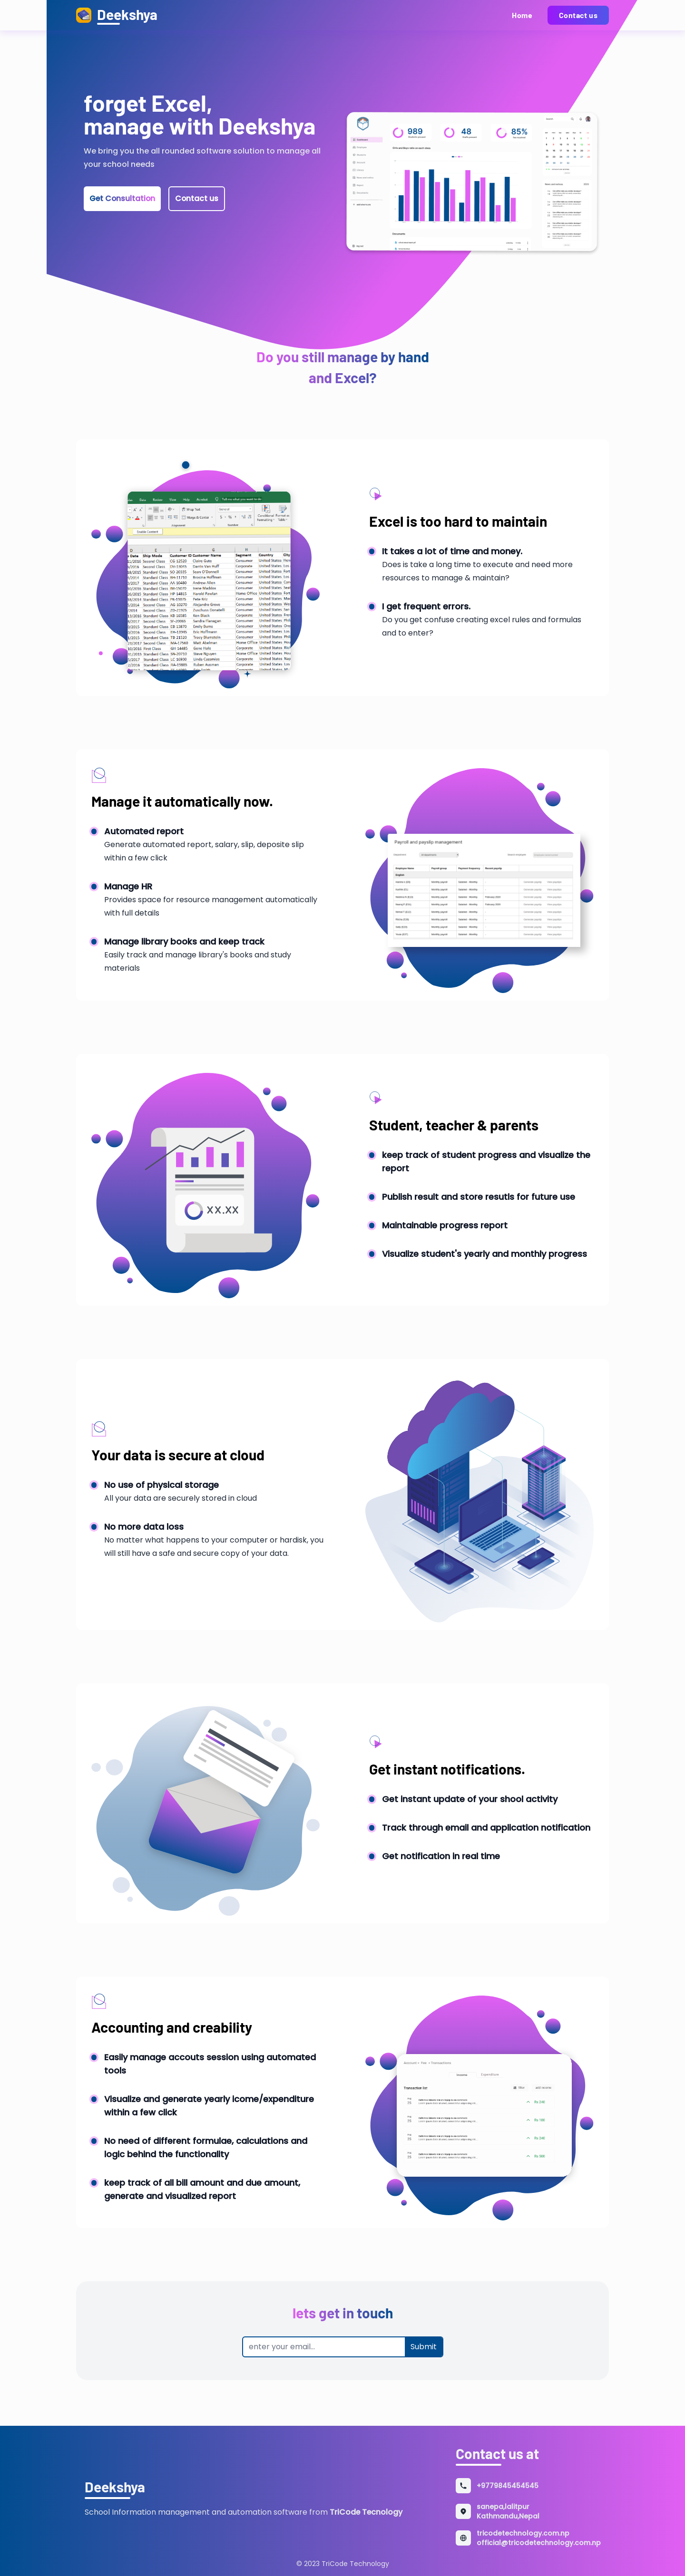 Deekshya
Home
Contact us
forget Excel,
manage with Deekshya
We bring you the all rounded software solution to manage all
your school needs
Get Consultation
Contact us
989
48
85%
Do you still manage by hand
and Excel?
Excel is too hard to maintain
It takes a lot of time and money.
Does is take a long time to execute and need more
resources to manage & maintain?
I get frequent errors.
Do you get confuse creating excel rules and formulas
and to enter?
Manage it automatically now.
Automated report
Generate automated report, salary, slip, deposite slip
within a few click
Manage HR
Provides space for resource management automatically
with full details
Manage library books and keep track
Easily track and manage library's books and study
materials
Payroll and payslip management
Student, teacher & parents
keep track of student progress and visualize the
report
Publish result and store resutls for future use
Maintainable progress report
Visualize student's yearly and monthly progress
XX.XX
Your data is secure at cloud
No use of physical storage
All your data are securely stored in cloud
No more data loss
No matter what happens to your computer or hardisk, you
will still have a safe and secure copy of your data.
Get instant notifications.
Get instant update of your shool activity
Track through email and application notification
Get notification in real time
Accounting and creability
Easily manage accouts session using automated
tools
Visualize and generate yearly icome/expenditure
within a few click
No need of different formulae, calculations and
logic behind the functionality
keep track of all bill amount and due amount,
generate and visualized report
lets get in touch
enter your email...
Submit
Deekshya
School Information management and automation software from TriCode Tecnology
Contact us at
+9779845454545
sanepa,lalitpur
Kathmandu,Nepal
tricodetechnology.com.np
official@tricodetechnology.com.np
© 2023 TriCode Technology